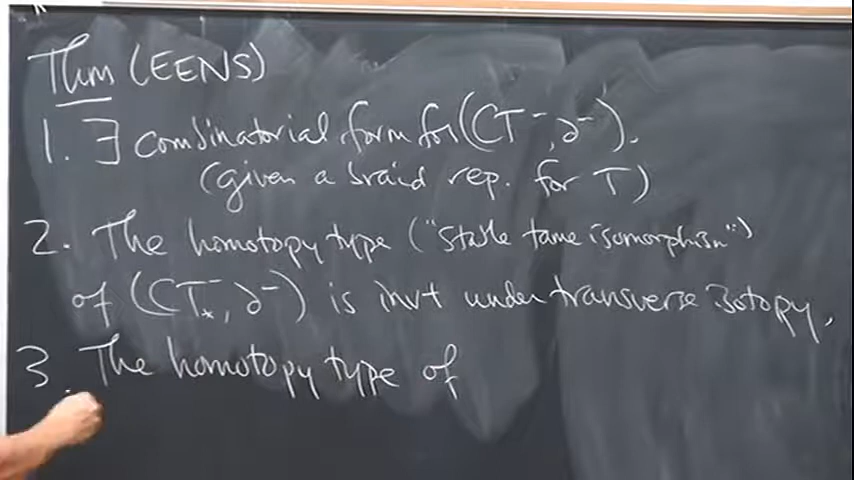 Thm (EENS)
1. ∃ combinatorial form for (CT⁻, ∂⁻).
(given a braid rep. for T)
2. The homotopy type ("stable tame isomorphism")
of (CT⁻_*, ∂⁻) is invt under transverse isotopy.
3. The homotopy type of